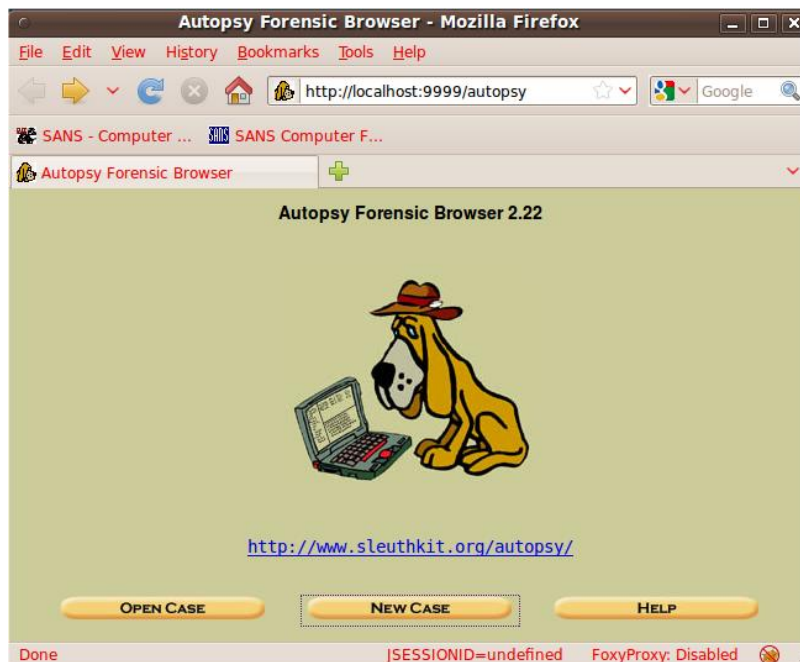 Autopsy Forensic Browser - Mozilla Firefox
File Edit View History Bookmarks Tools Help
http://localhost:9999/autopsy Google
SANS - Computer ... SANS Computer F...
Autopsy Forensic Browser
Autopsy Forensic Browser 2.22
http://www.sleuthkit.org/autopsy/
OPEN CASE NEW CASE HELP
Done JSESSIONID=undefined FoxyProxy: Disabled